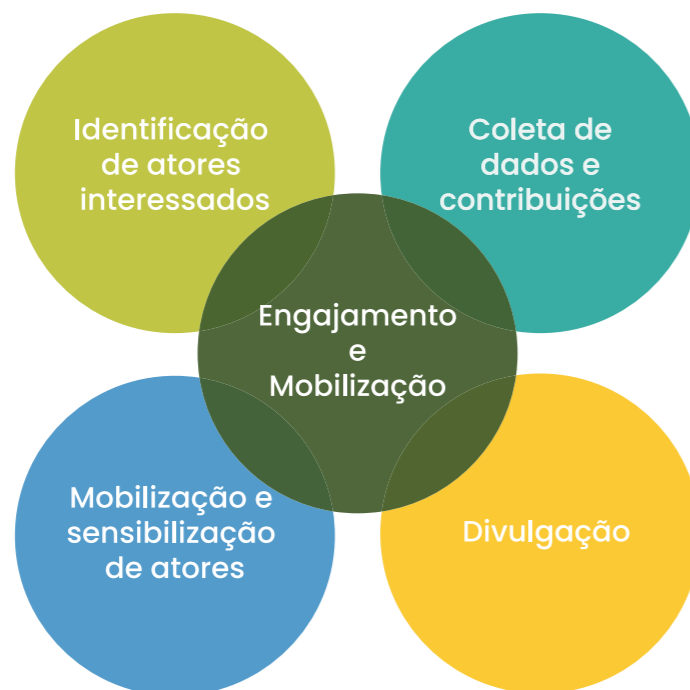 Identificação
de atores
interessados
Coleta de
dados e
contribuições
Engajamento
e
Mobilização
Mobilização e
sensibilização
de atores
Divulgação